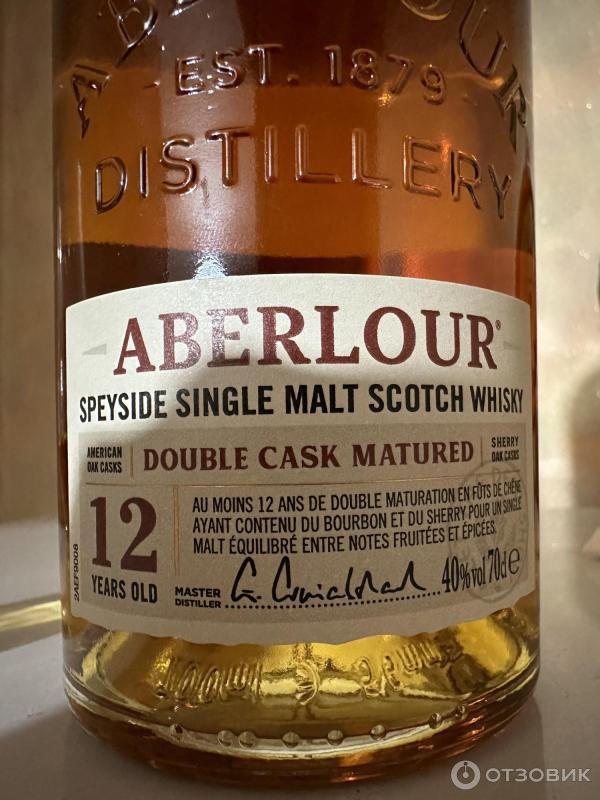 ABERLOUR
EST. 1879
DISTILLERY
ABERLOUR®
SPEYSIDE SINGLE MALT SCOTCH WHISKY
AMERICAN
OAK CASKS
DOUBLE CASK MATURED
SHERRY
OAK CASKS
12
YEARS OLD
AU MOINS 12 ANS DE DOUBLE MATURATION EN FÛTS DE CHÊNE
AYANT CONTENU DU BOURBON ET DU SHERRY POUR UN SINGLE
MALT ÉQUILIBRÉ ENTRE NOTES FRUITÉES ET ÉPICÉES.
MASTER
DISTILLER
40%vol 70cl e
2AEF9008
ОТЗОВИК